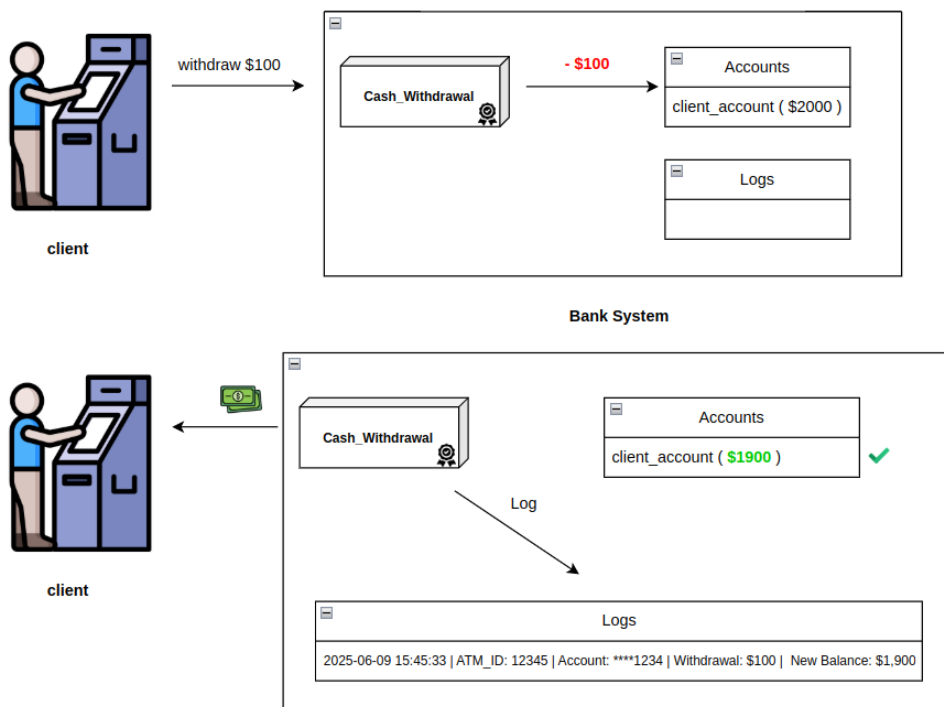 withdraw $100
Cash_Withdrawal
- $100
Accounts
client_account ( $2000 )
Logs
client
Bank System
Cash_Withdrawal
Accounts
client_account ( $1900 )
Log
client
Logs
2025-06-09 15:45:33 | ATM_ID: 12345 | Account: ****1234 | Withdrawal: $100 | New Balance: $1,900